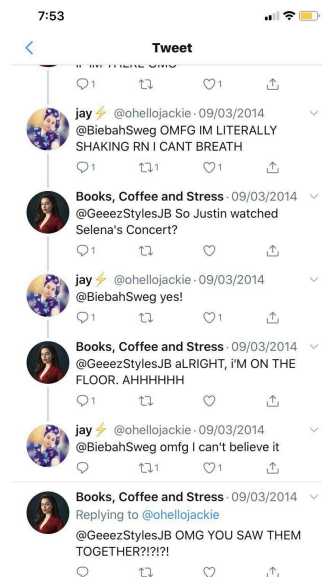 7:53
Tweet
1 1
jay⚡ @ohellojackie · 09/03/2014
@BiebahSweg OMFG IM LITERALLY
SHAKING RN I CANT BREATH
1 1 1
Books, Coffee and Stress · 09/03/2014
@GeeezStylesJB So Justin watched
Selena's Concert?
1
jay⚡ @ohellojackie · 09/03/2014
@BiebahSweg yes!
1 1
Books, Coffee and Stress · 09/03/2014
@GeeezStylesJB aLRIGHT, i'M ON THE
FLOOR. AHHHHHH
1
jay⚡ @ohellojackie · 09/03/2014
@BiebahSweg omfg I can't believe it
1 1
Books, Coffee and Stress · 09/03/2014
Replying to @ohellojackie
@GeeezStylesJB OMG YOU SAW THEM
TOGETHER?!?!?!